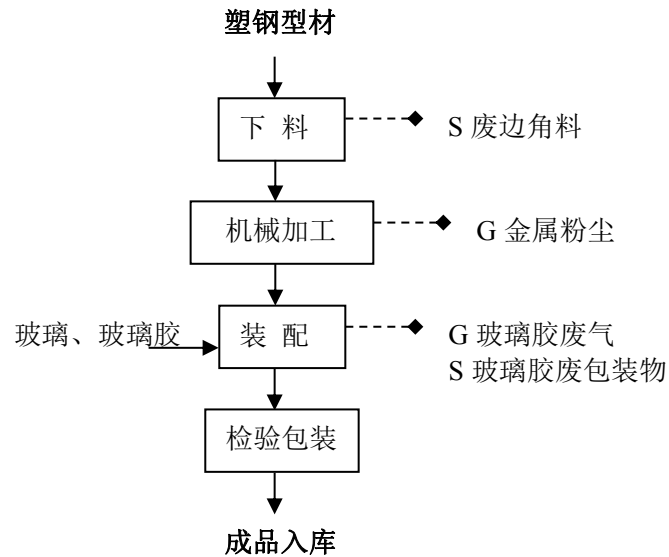 塑钢型材
下 料
S 废边角料
机械加工
G 金属粉尘
玻璃、玻璃胶
装 配
G 玻璃胶废气
S 玻璃胶废包装物
检验包装
成品入库